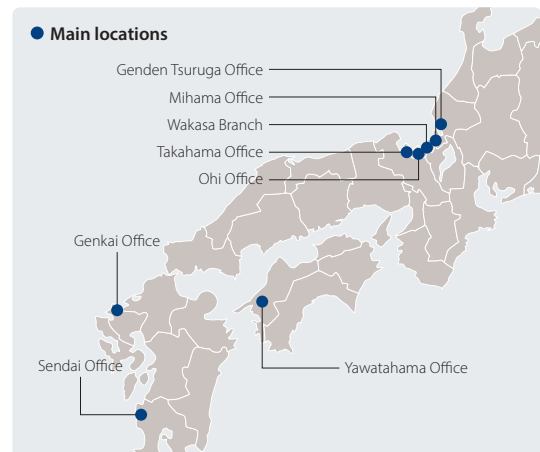 Main locations
Genden Tsuruga Office
Mihama Office
Wakasa Branch
Takahama Office
Ohi Office
Genkai Office
Sendai Office
Yawatahama Office